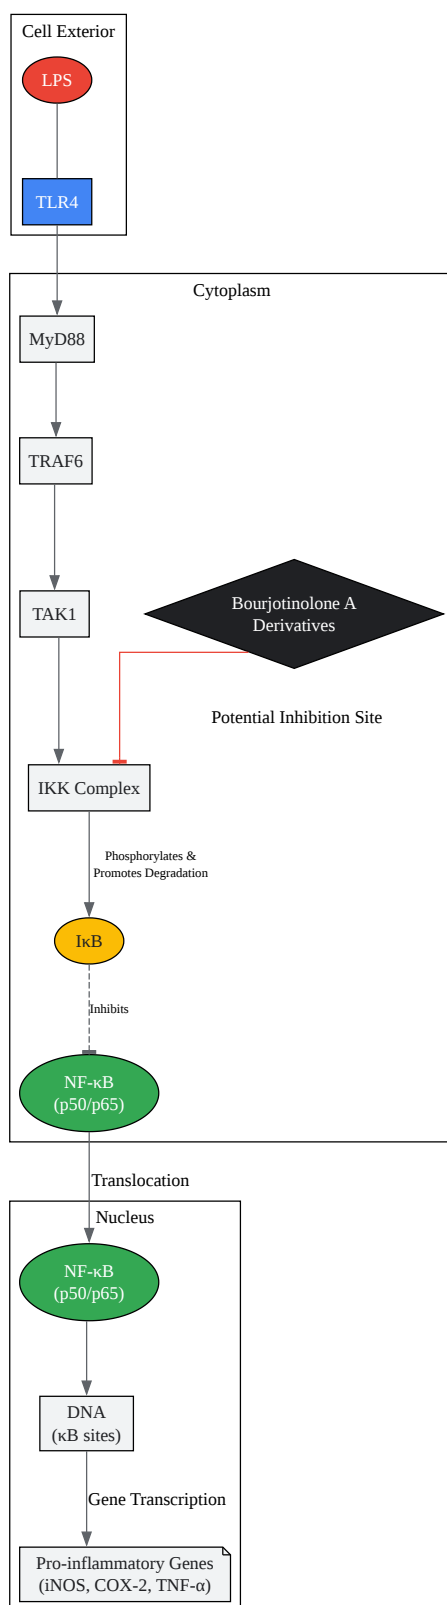 Cell Exterior
LPS
TLR4
Cytoplasm
MyD88
TRAF6
TAK1
Bourjotinolone A
Derivatives
Potential Inhibition Site
IKK Complex
Phosphorylates &
Promotes Degradation
IκB
Inhibits
NF-κB
(p50/p65)
Translocation
Nucleus
NF-κB
(p50/p65)
DNA
(κB sites)
Gene Transcription
Pro-inflammatory Genes
(iNOS, COX-2, TNF-α)